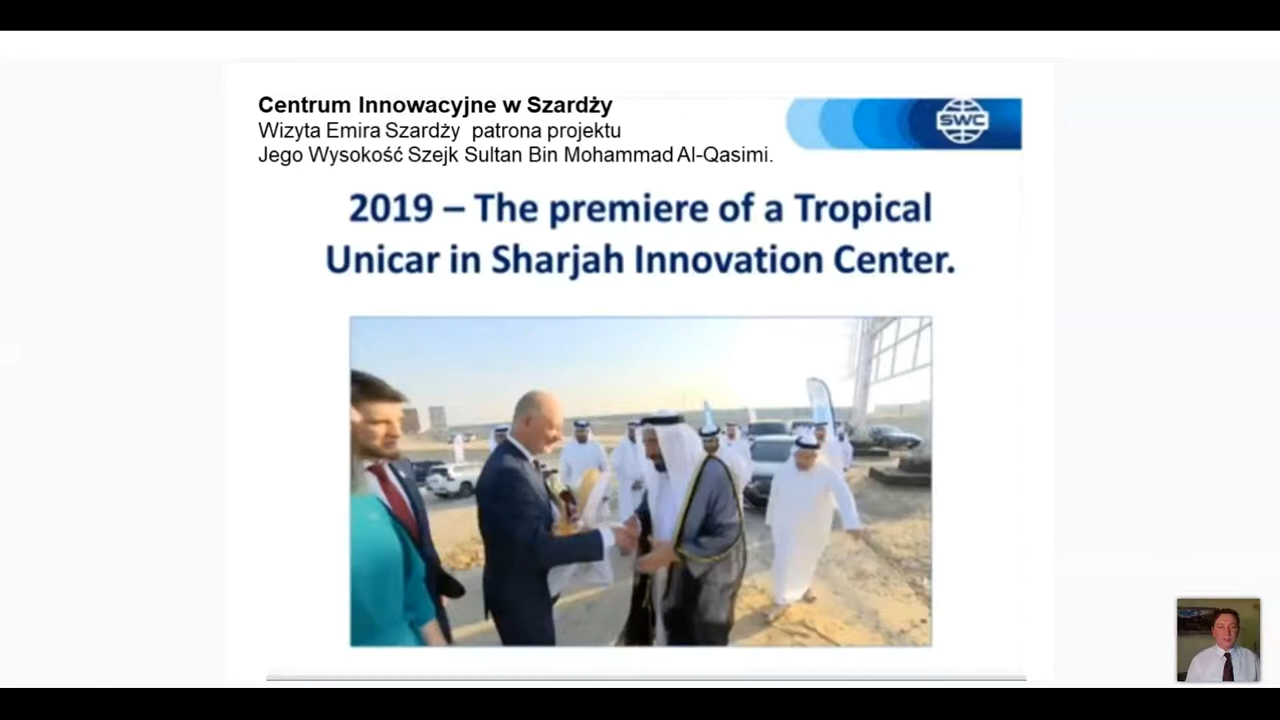 Centrum Innowacyjne w Szardży
Wizyta Emira Szardży patrona projektu
Jego Wysokość Szejk Sultan Bin Mohammad Al-Qasimi.
SWC
2019 – The premiere of a Tropical
Unicar in Sharjah Innovation Center.